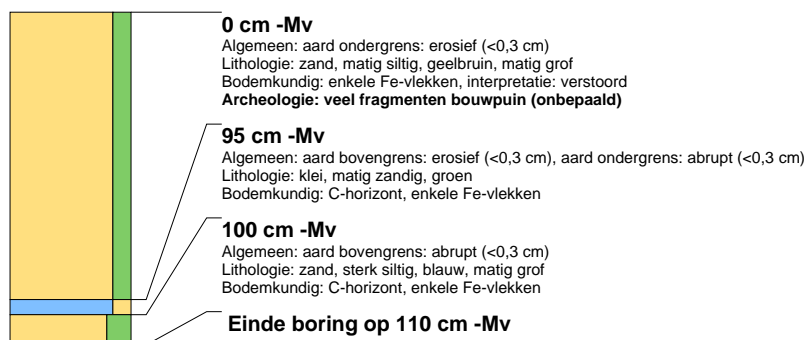 0 cm -Mv
Algemeen: aard ondergrens: erosief (<0,3 cm)
Lithologie: zand, matig siltig, geelbruin, matig grof
Bodemkundig: enkele Fe-vlekken, interpretatie: verstoord
Archeologie: veel fragmenten bouwpuin (onbepaald)
95 cm -Mv
Algemeen: aard bovengrens: erosief (<0,3 cm), aard ondergrens: abrupt (<0,3 cm)
Lithologie: klei, matig zandig, groen
Bodemkundig: C-horizont, enkele Fe-vlekken
100 cm -Mv
Algemeen: aard bovengrens: abrupt (<0,3 cm)
Lithologie: zand, sterk siltig, blauw, matig grof
Bodemkundig: C-horizont, enkele Fe-vlekken
Einde boring op 110 cm -Mv